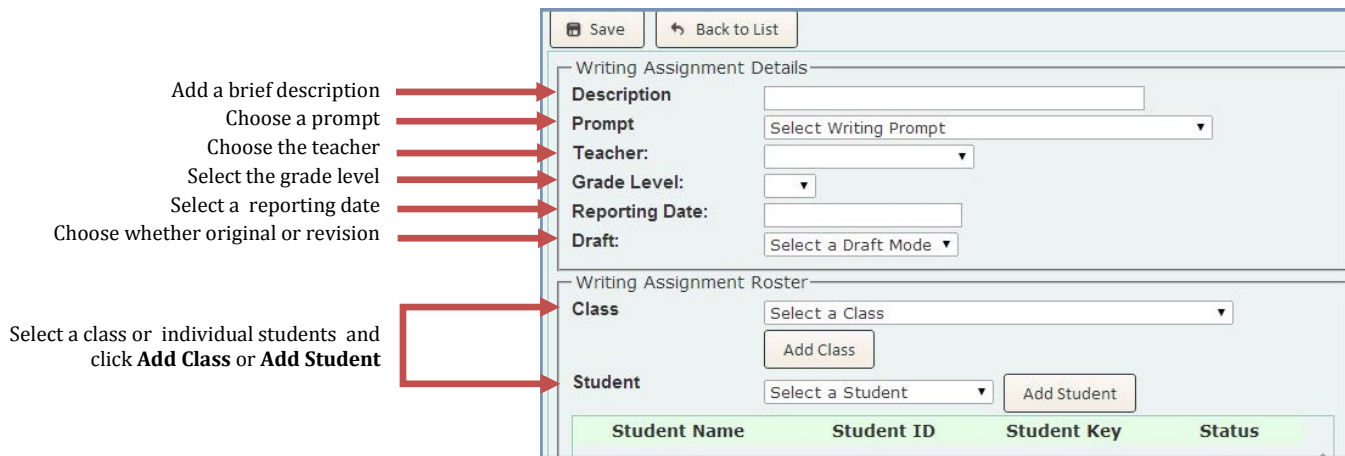 Save Back to List
Writing Assignment Details
Add a brief description Description
Choose a prompt Prompt Select Writing Prompt
Choose the teacher Teacher:
Select the grade level Grade Level:
Select a reporting date Reporting Date:
Choose whether original or revision Draft: Select a Draft Mode
Writing Assignment Roster
Class Select a Class
Select a class or individual students and
click Add Class or Add Student
Add Class
Student Select a Student Add Student
Student Name Student ID Student Key Status